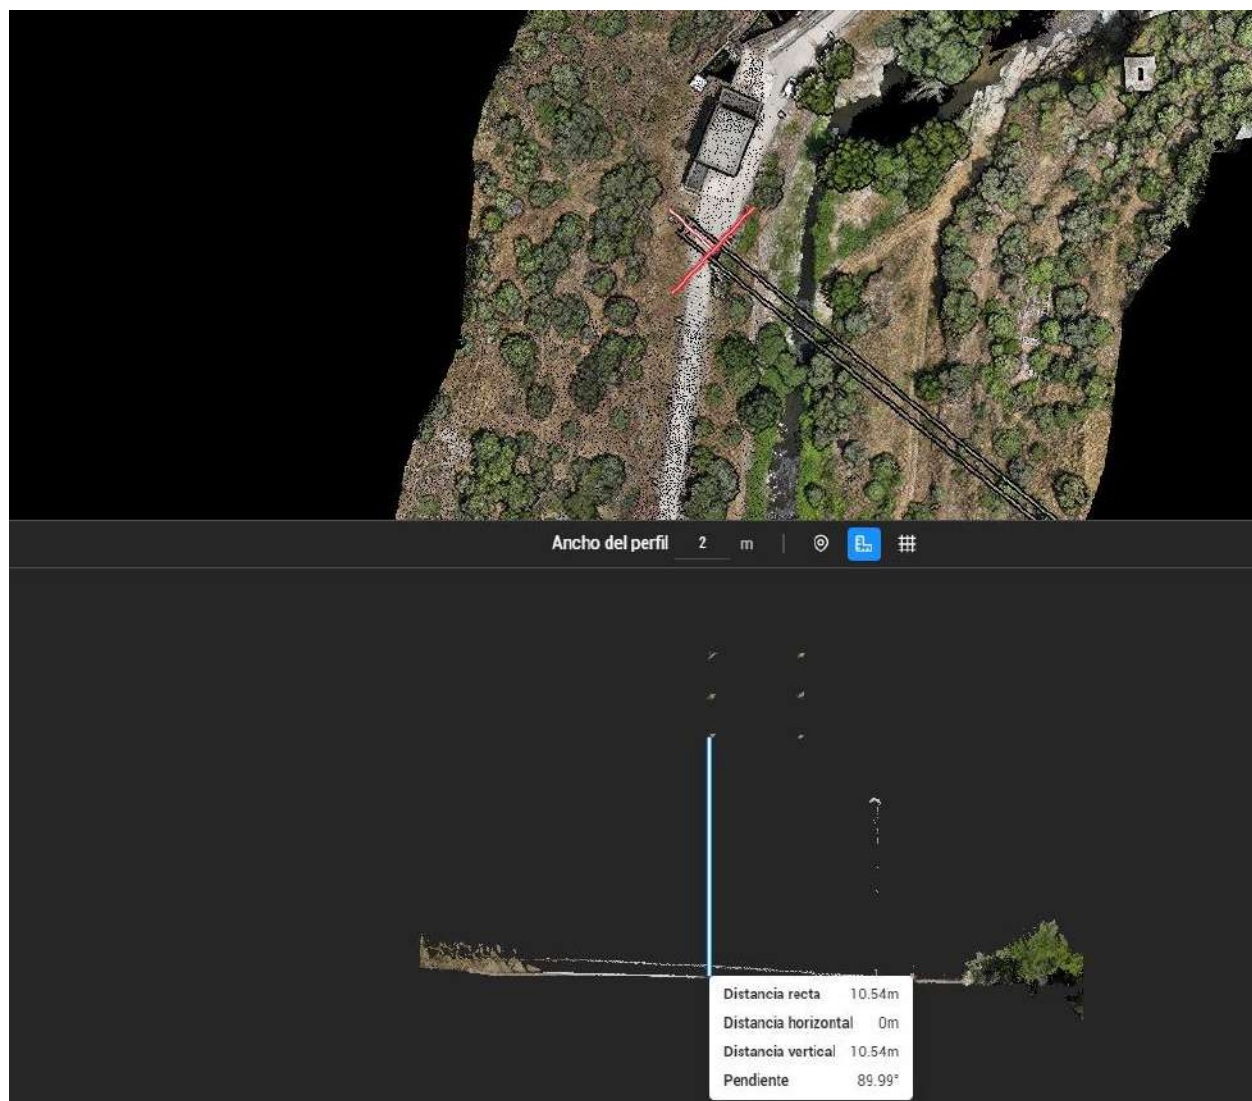 Ancho del perfil 2 m
Distancia recta 10.54m
Distancia horizontal 0m
Distancia vertical 10.54m
Pendiente 89.99°